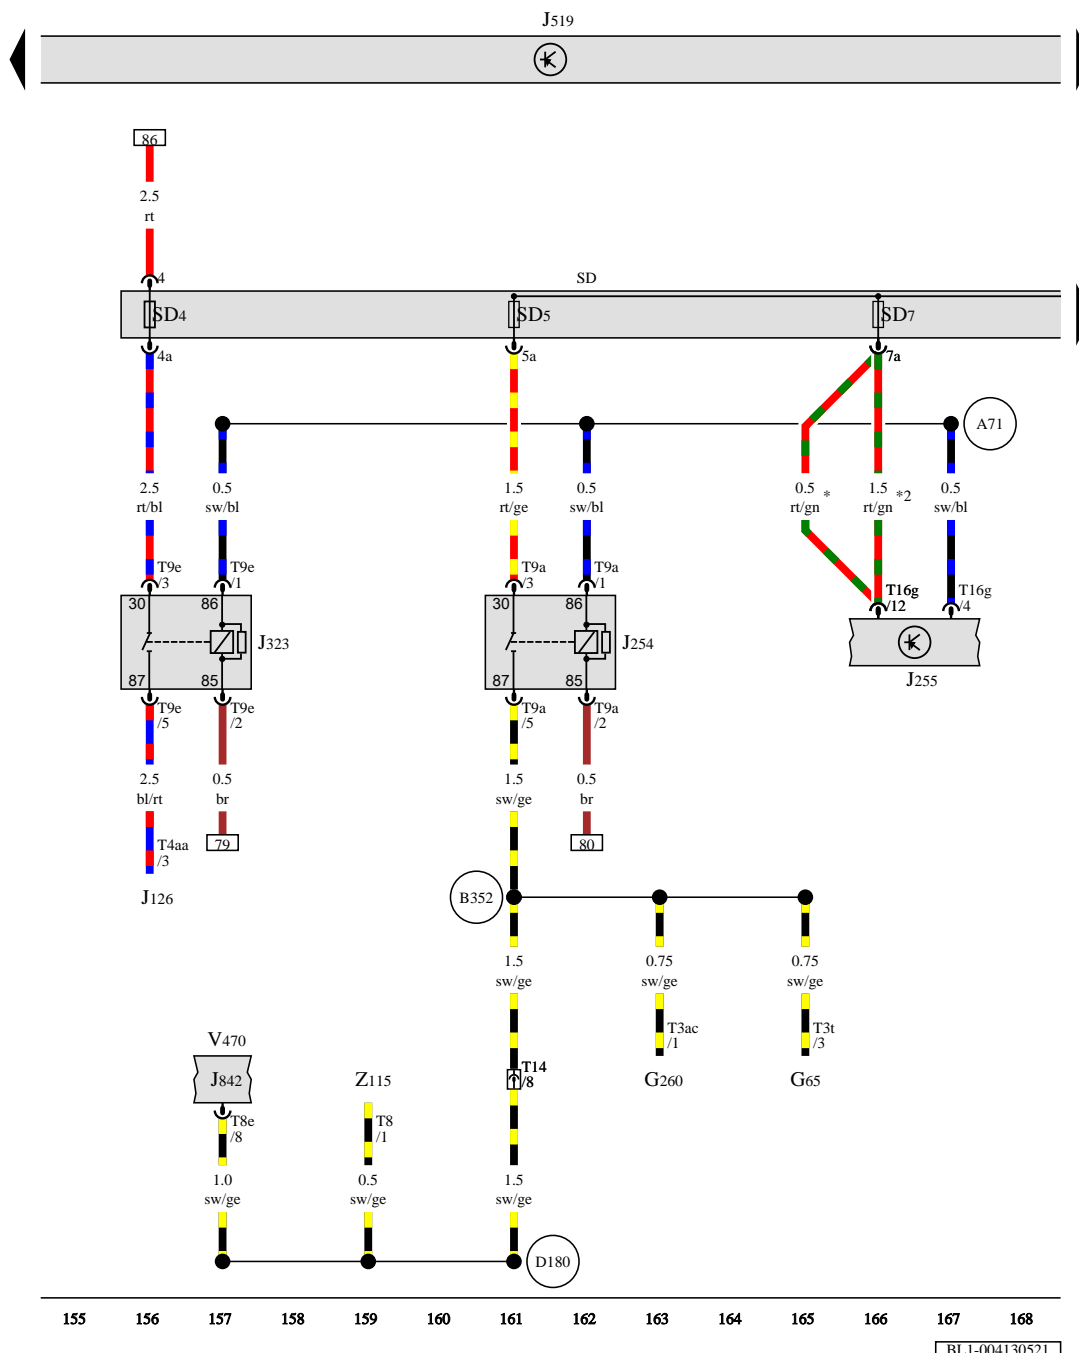 J519
86
2.5
rt
4
SD
SD4
SD5
SD7
4a
5a
7a
A71
2.5
rt/bl
0.5
sw/bl
1.5
rt/ge
0.5
sw/bl
0.5
rt/gn
*
1.5
rt/gn
*2
0.5
sw/bl
T9e
/3
T9e
/1
T9a
/3
T9a
/1
T16g
/12
T16g
/4
30
86
J323
87
85
30
86
J254
87
85
J255
T9e
/5
T9e
/2
T9a
/5
T9a
/2
2.5
bl/rt
0.5
br
1.5
sw/ge
0.5
br
T4aa
/3
79
80
J126
B352
1.5
sw/ge
0.75
sw/ge
0.75
sw/ge
T3ac
/1
T3t
/3
V470
J842
Z115
T14
/8
G260
G65
T8e
/8
T8
/1
1.0
sw/ge
0.5
sw/ge
1.5
sw/ge
D180
155 156 157 158 159 160 161 162 163 164 165 166 167 168
BL1-004130521